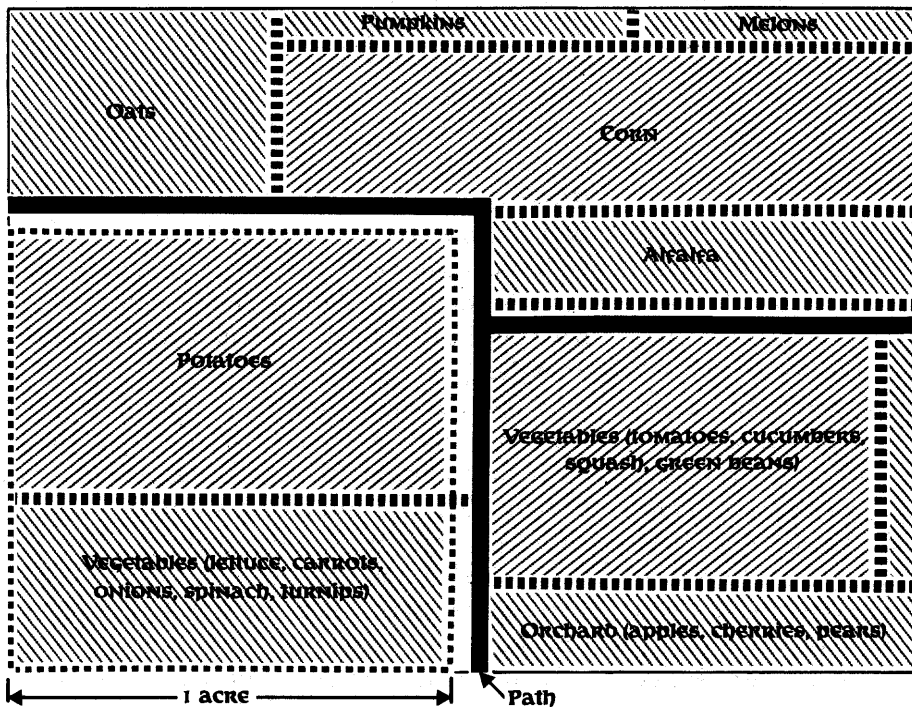 Pumpkins
Melons
Oats
Corn
Alfalfa
Potatoes
Vegetables (tomatoes, cucumbers,
squash, green beans)
Vegetables (lettuce, carrots,
onions, spinach, turnips)
Orchard (apples, cherries, pears)
1 acre
Path